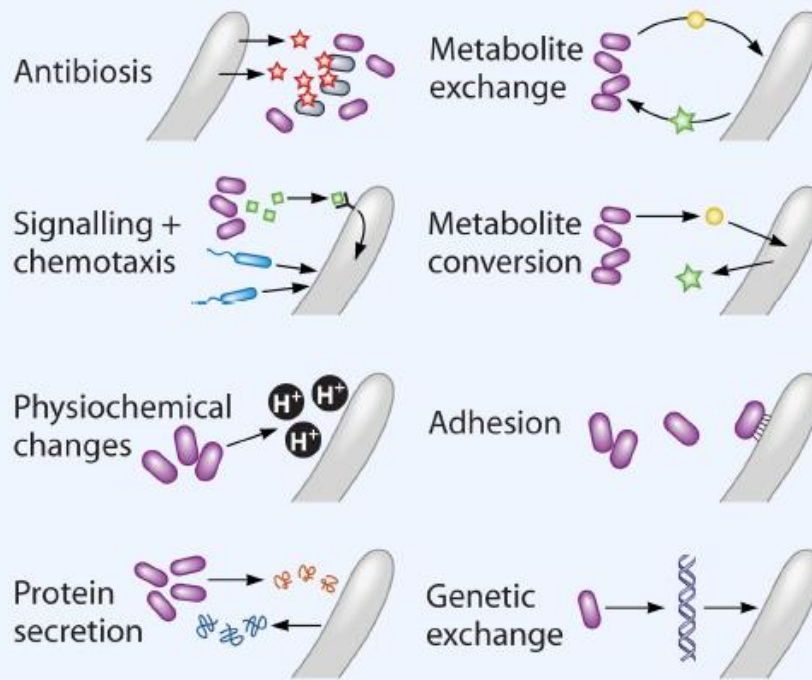 Antibiosis
Metabolite
exchange
Signalling +
chemotaxis
Metabolite
conversion
Physiochemical
changes
H⁺
H⁺
H⁺
Adhesion
Protein
secretion
Genetic
exchange